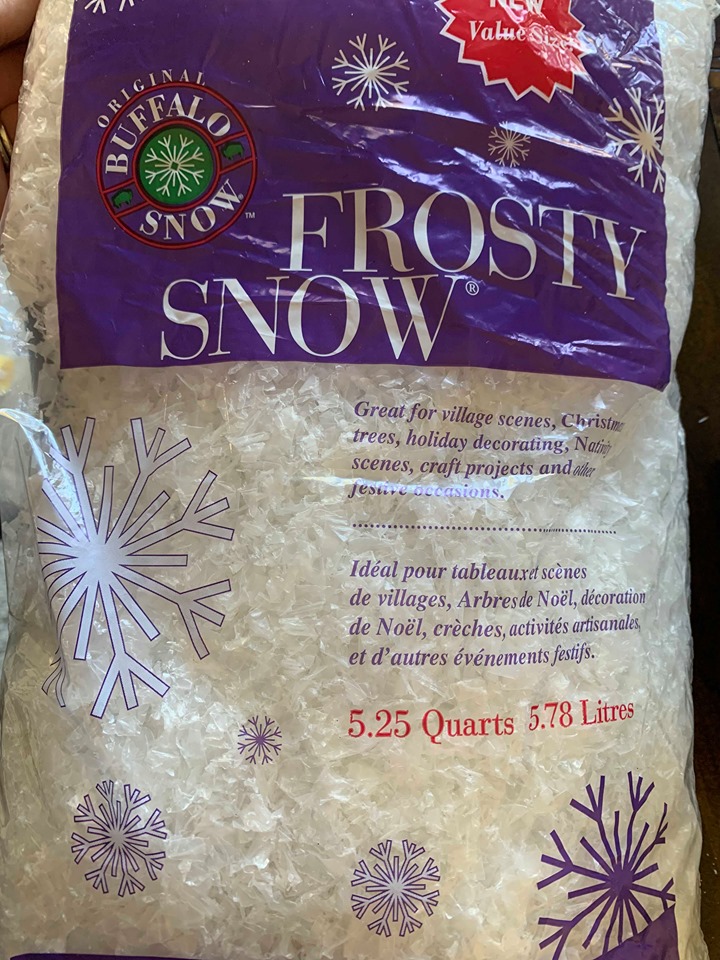 NEW
Value Size!
ORIGINAL
BUFFALO
SNOW™
FROSTY
SNOW®
Great for village scenes, Christma
trees, holiday decorating, Nativity
scenes, craft projects and other
festive occasions.
Idéal pour tableaux et scènes
de villages, Arbres de Noël, décoration
de Noël, crèches, activités artisanales,
et d'autres événements festifs.
5.25 Quarts 5.78 Litres